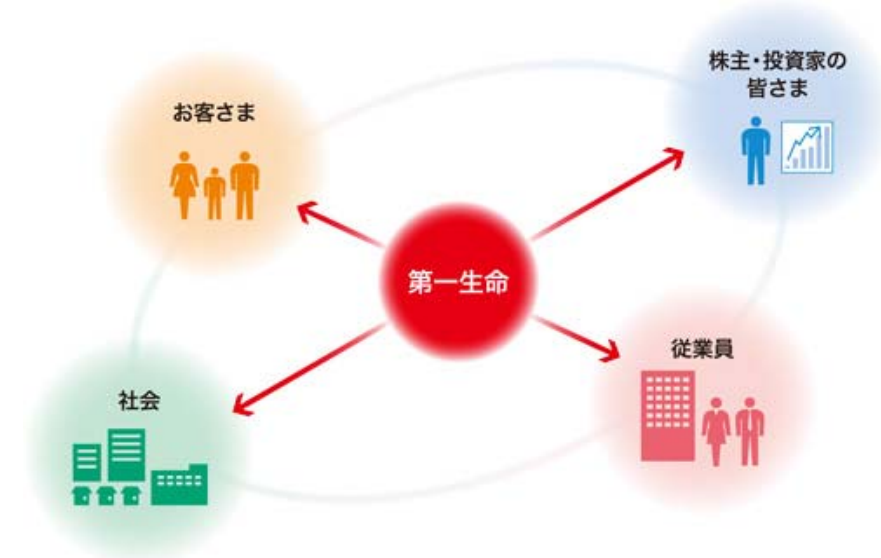 お客さま
株主・投資家の
皆さま
第一生命
従業員
社会